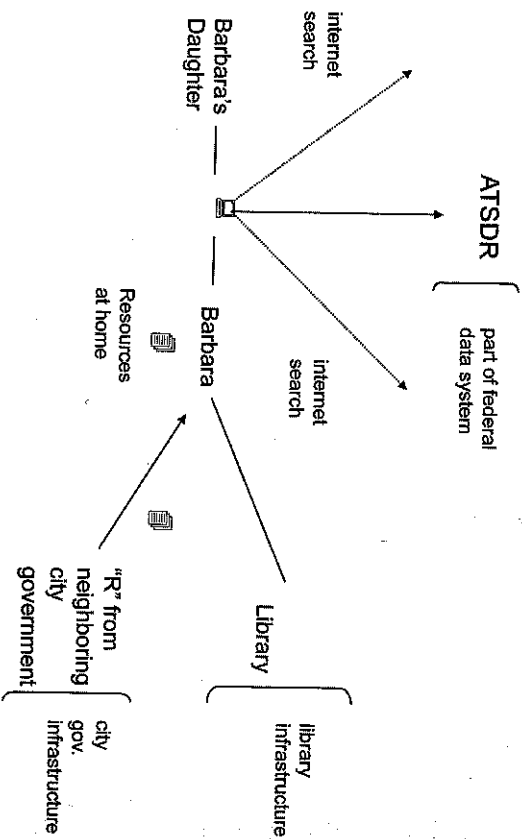 internet
search
ATSDR
part of federal
data system
Barbara's
Daughter
Barbara
internet
search
Resources
at home
Library
library
infrastructure
"R" from
neighboring
city
government
city
gov.
infrastructure